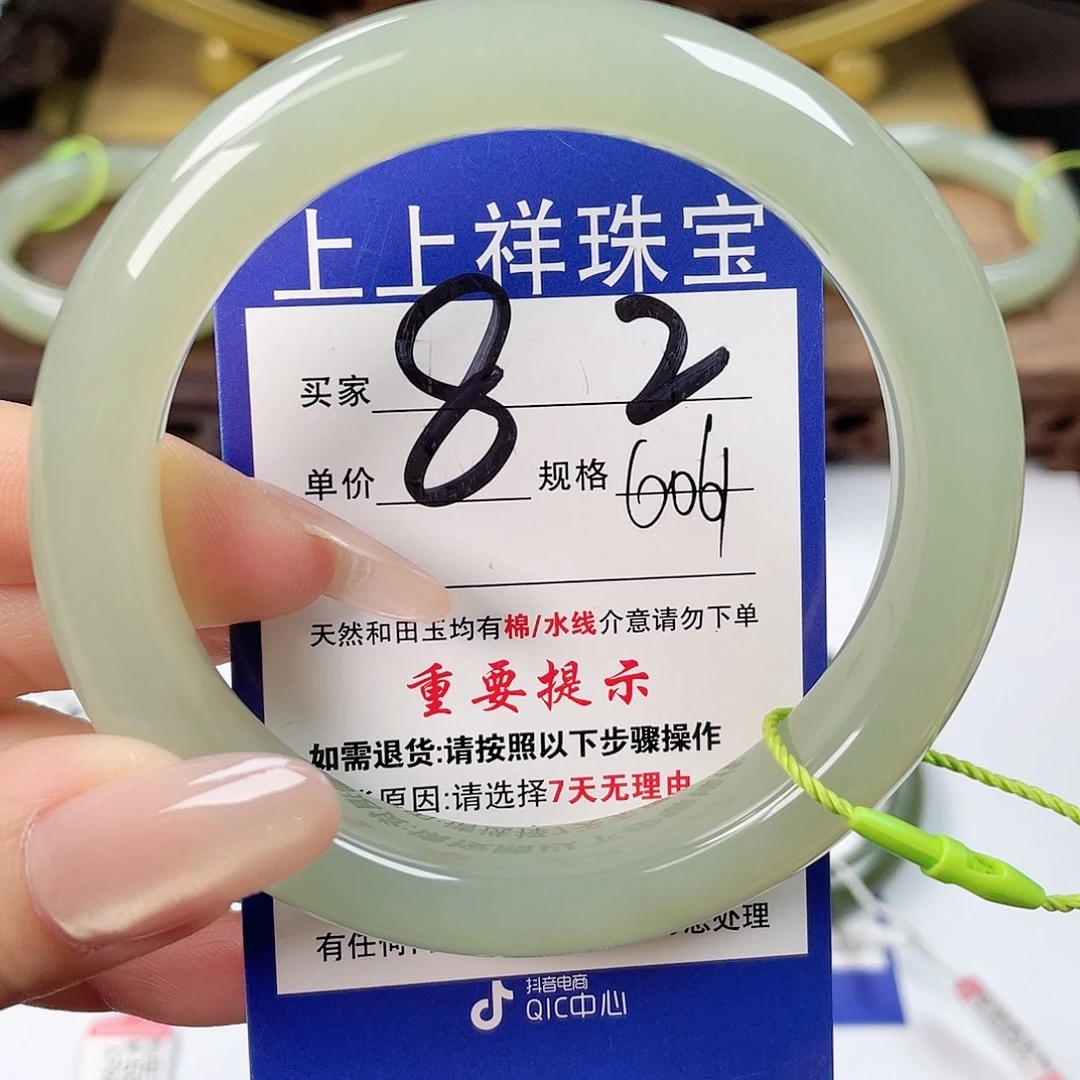 上上祥珠宝
买家 8 2
单价 规格 6061
天然和田玉均有棉/水线介意请勿下单
重要提示
如需退货:请按照以下步骤操作
原因:请选择7天无理由
有任何
处理
抖音电商
QIC中心